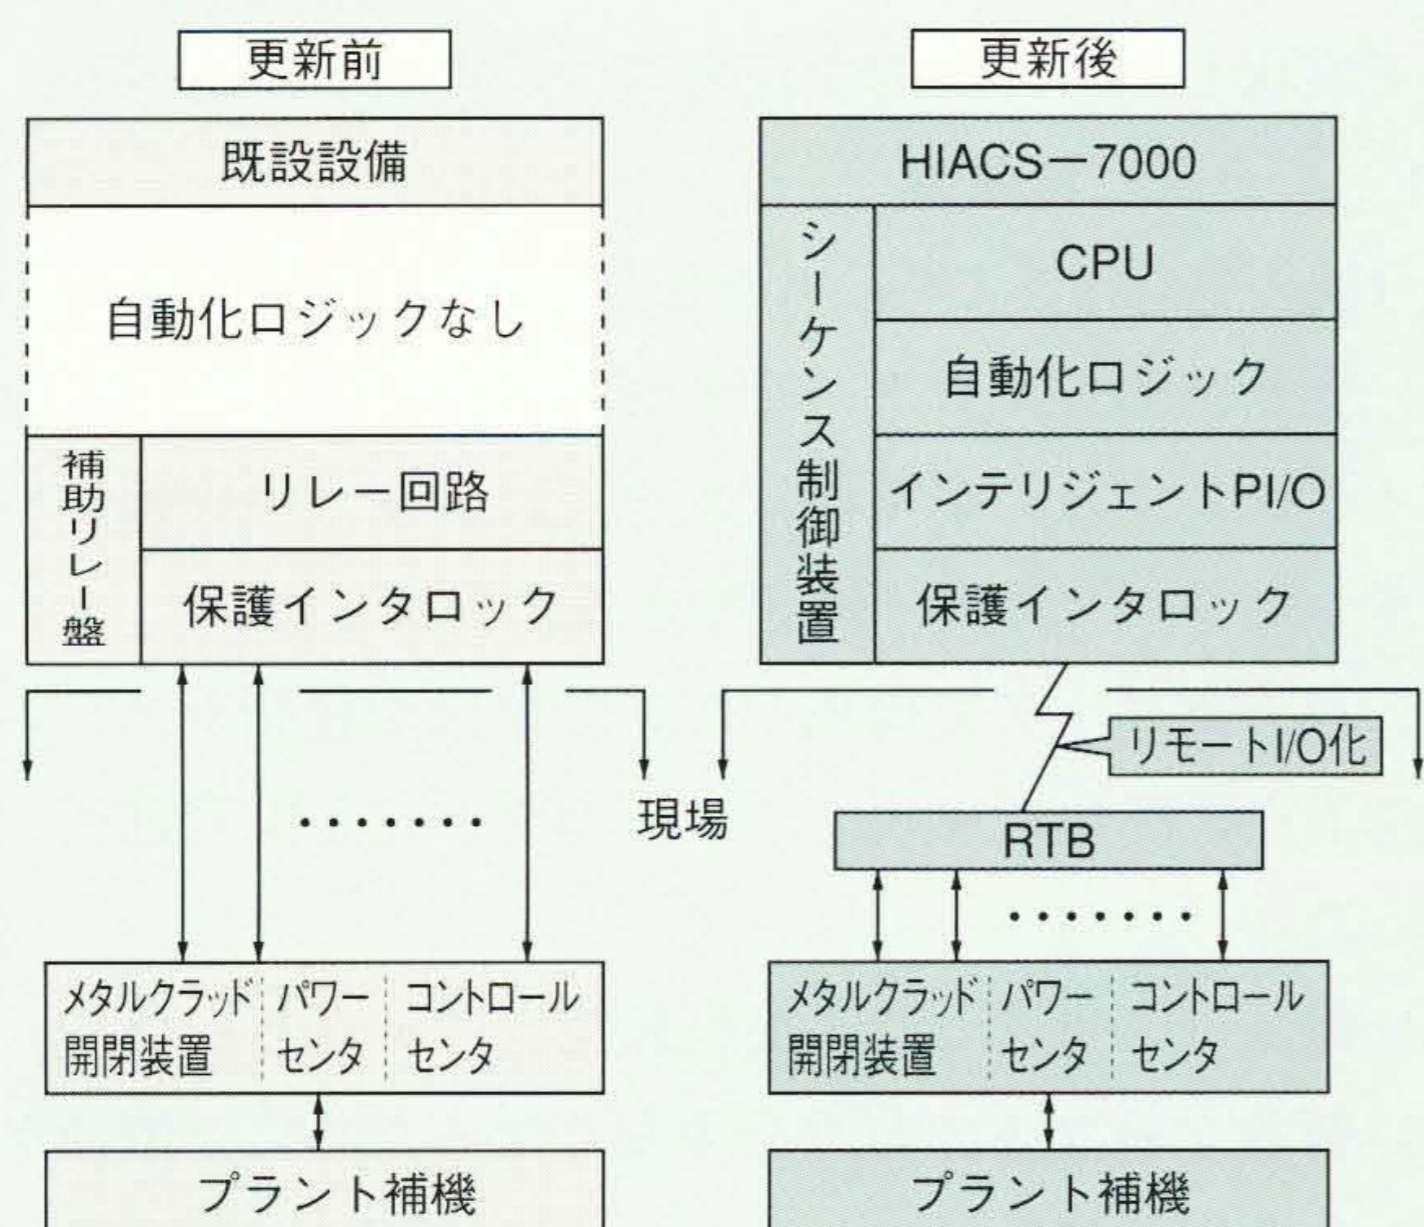 更新前
既設設備
自動化ロジックなし
補助リレー盤
リレー回路
保護インタロック
現場
メタルクラッド
開閉装置
パワー
センタ
コントロール
センタ
プラント補機
更新後
HIACS－7000
シーケンス制御装置
CPU
自動化ロジック
インテリジェントPI/O
保護インタロック
リモートI/O化
RTB
メタルクラッド
開閉装置
パワー
センタ
コントロール
センタ
プラント補機